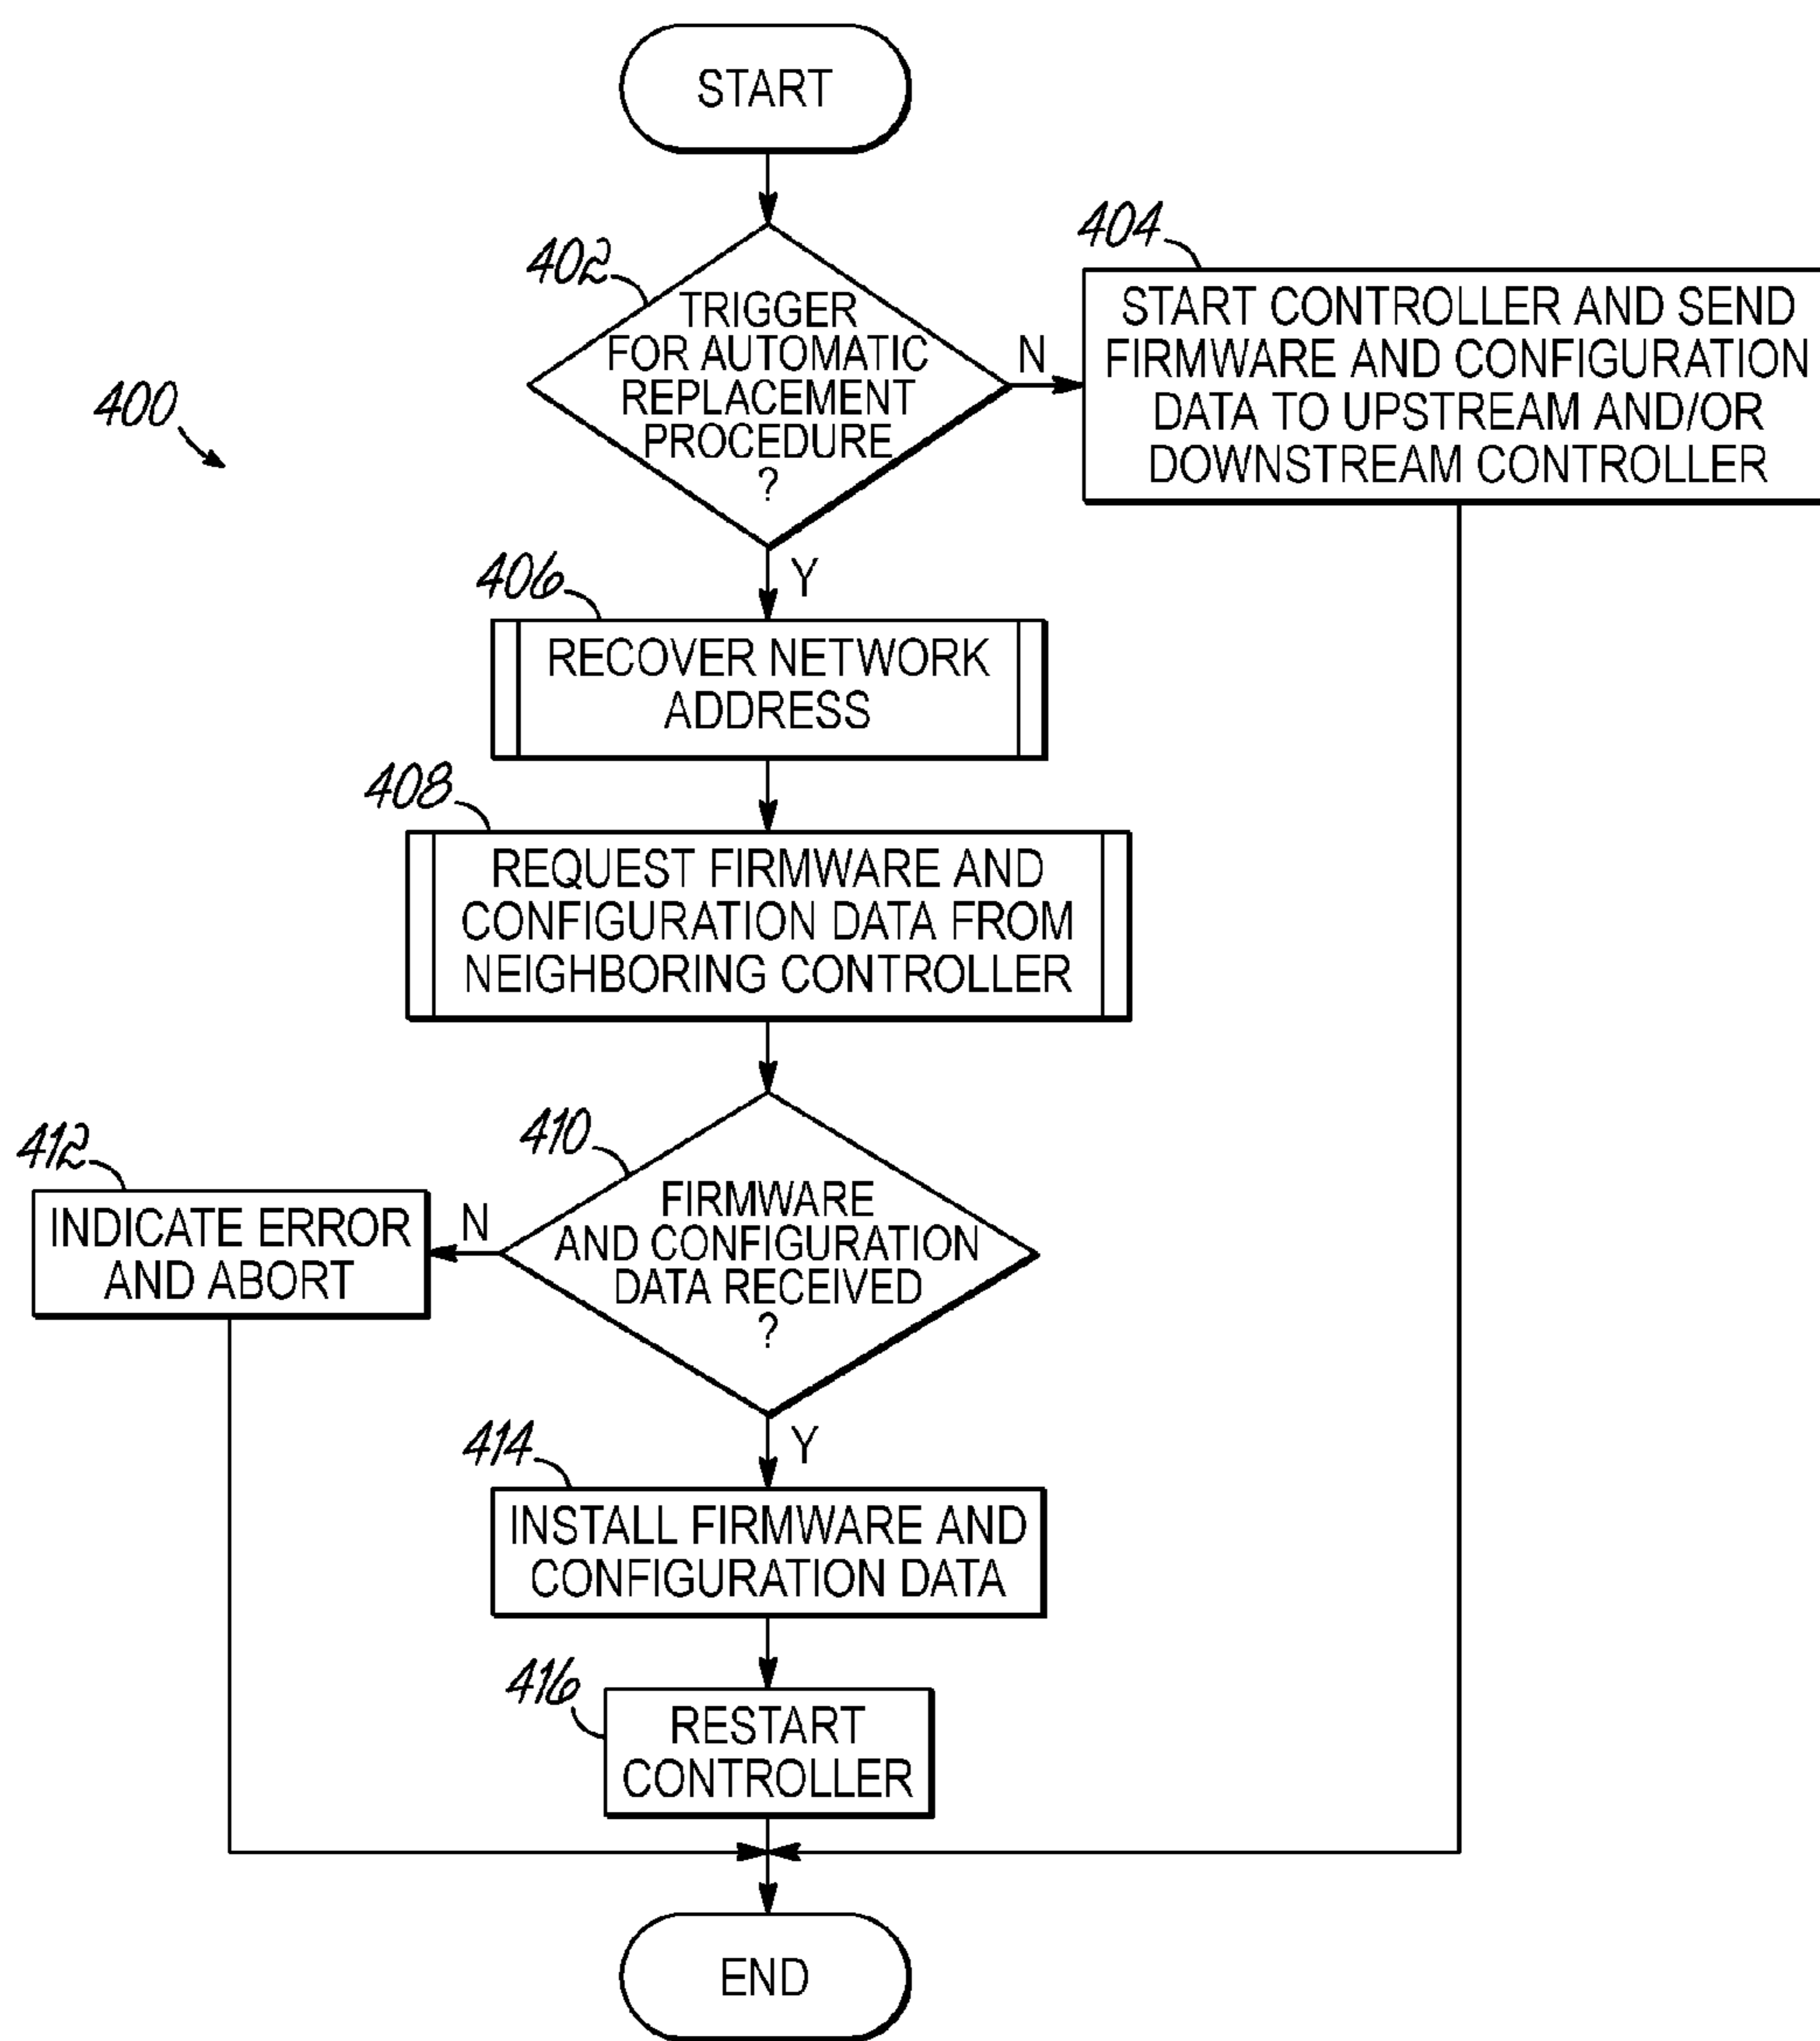 START
402
TRIGGER
FOR AUTOMATIC
REPLACEMENT
PROCEDURE
?
N
Y
404
START CONTROLLER AND SEND
FIRMWARE AND CONFIGURATION
DATA TO UPSTREAM AND/OR
DOWNSTREAM CONTROLLER
400
406
RECOVER NETWORK
ADDRESS
408
REQUEST FIRMWARE AND
CONFIGURATION DATA FROM
NEIGHBORING CONTROLLER
410
FIRMWARE
AND CONFIGURATION
DATA RECEIVED
?
N
Y
412
INDICATE ERROR
AND ABORT
414
INSTALL FIRMWARE AND
CONFIGURATION DATA
416
RESTART
CONTROLLER
END